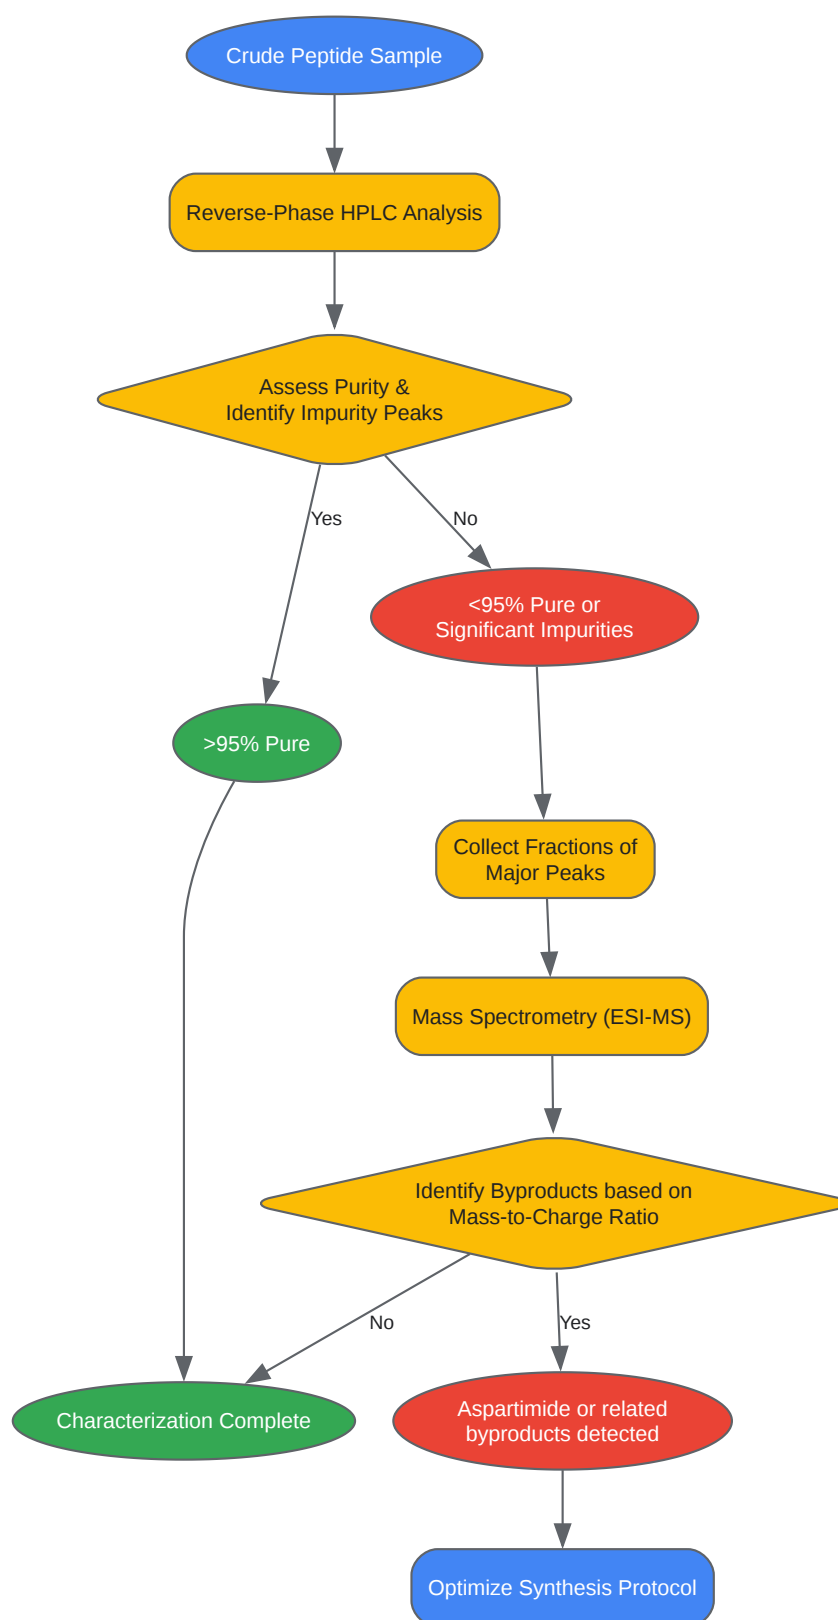 Crude Peptide Sample
Reverse-Phase HPLC Analysis
Assess Purity &
Identify Impurity Peaks
Yes
No
<95% Pure or
Significant Impurities
>95% Pure
Collect Fractions of
Major Peaks
Mass Spectrometry (ESI-MS)
Identify Byproducts based on
Mass-to-Charge Ratio
No
Yes
Characterization Complete
Aspartimide or related
byproducts detected
Optimize Synthesis Protocol